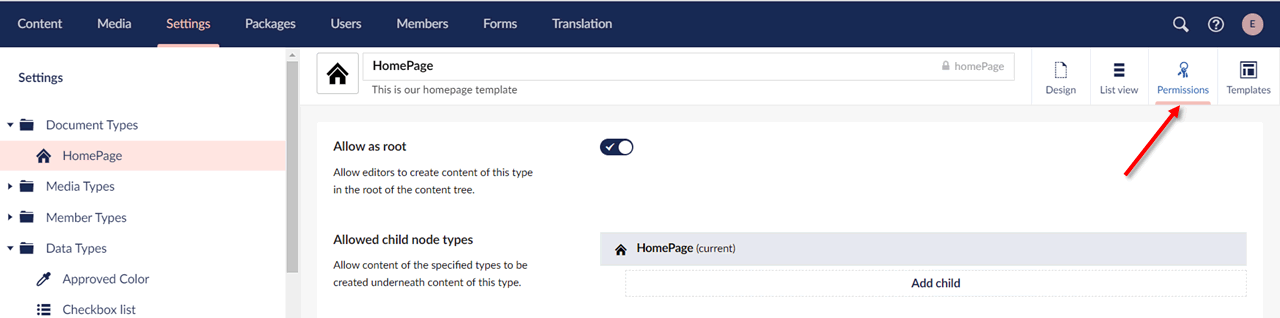 Content Media Settings Packages Users Members Forms Translation E
Settings
Document Types
HomePage
Media Types
Member Types
Data Types
Approved Color
Checkbox list
HomePage homePage
This is our homepage template
Design List view Permissions Templates
Allow as root
Allow editors to create content of this type
in the root of the content tree.
Allowed child node types
Allow content of the specified types to be
created underneath content of this type.
HomePage (current)
Add child